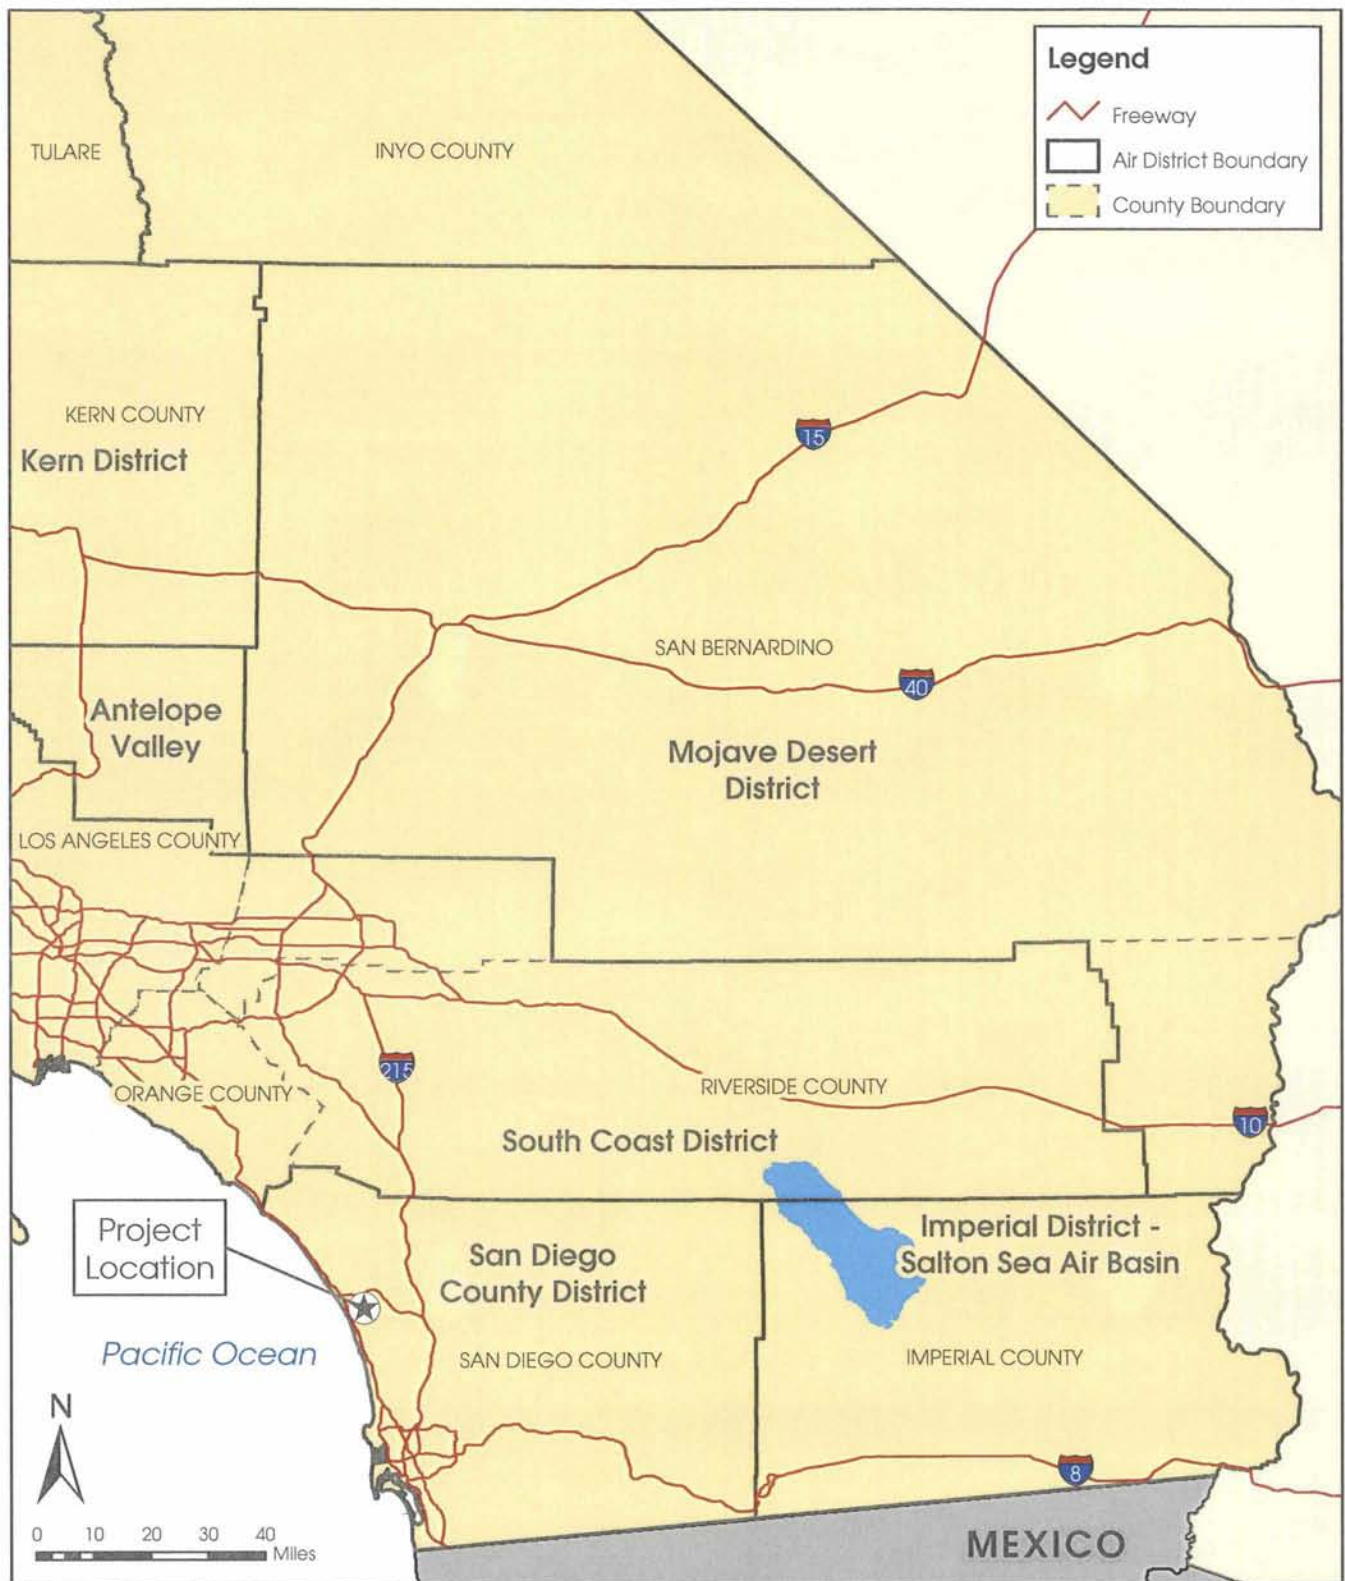 Legend
Freeway
Air District Boundary
County Boundary
TULARE
INYO COUNTY
KERN COUNTY
Kern District
15
SAN BERNARDINO
40
Antelope
Valley
Mojave Desert
District
LOS ANGELES COUNTY
215
ORANGE COUNTY
RIVERSIDE COUNTY
10
South Coast District
Project
Location
San Diego
County District
Imperial District -
Salton Sea Air Basin
Pacific Ocean
SAN DIEGO COUNTY
IMPERIAL COUNTY
N
8
0 10 20 30 40
Miles
MEXICO